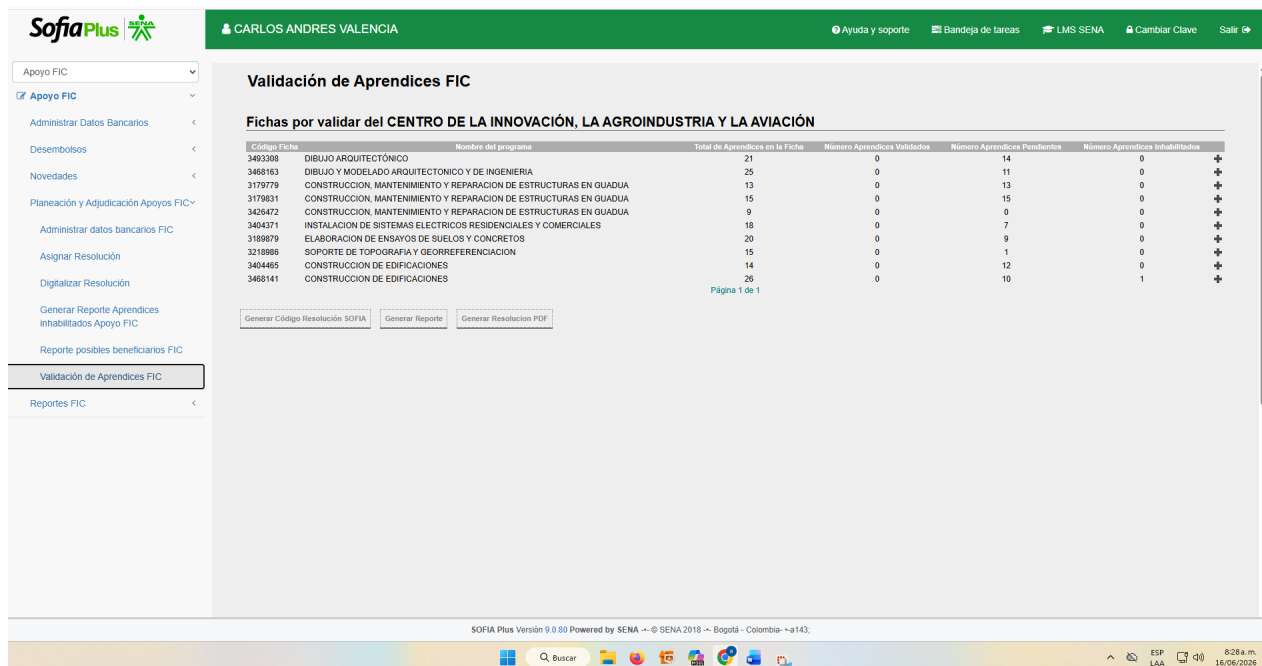 SofiaPlus SENA
CARLOS ANDRES VALENCIA
Ayuda y soporte
Bandeja de tareas
LMS SENA
Cambiar Clave
Salir
Apoyo FIC
Apoyo FIC
Administrar Datos Bancarios
Desembolsos
Novedades
Planeación y Adjudicación Apoyos FIC
Administrar datos bancarios FIC
Asignar Resolución
Digitalizar Resolución
Generar Reporte Aprendices
inhabilitados Apoyo FIC
Reporte posibles beneficiarios FIC
Validación de Aprendices FIC
Reportes FIC
Validación de Aprendices FIC
Fichas por validar del CENTRO DE LA INNOVACIÓN, LA AGROINDUSTRIA Y LA AVIACIÓN
Código Ficha Nombre del programa Total de Aprendices en la Ficha Número Aprendices Validados Número Aprendices Pendientes Número Aprendices Inhabilitados
3493308 DIBUJO ARQUITECTÓNICO 21 0 14 0
3468163 DIBUJO Y MODELADO ARQUITECTONICO Y DE INGENIERIA 25 0 11 0
3179779 CONSTRUCCION, MANTENIMIENTO Y REPARACION DE ESTRUCTURAS EN GUADUA 13 0 13 0
3179831 CONSTRUCCION, MANTENIMIENTO Y REPARACION DE ESTRUCTURAS EN GUADUA 15 0 15 0
3426472 CONSTRUCCION, MANTENIMIENTO Y REPARACION DE ESTRUCTURAS EN GUADUA 9 0 0 0
3404371 INSTALACION DE SISTEMAS ELECTRICOS RESIDENCIALES Y COMERCIALES 18 0 7 0
3189879 ELABORACION DE ENSAYOS DE SUELOS Y CONCRETOS 20 0 9 0
3218986 SOPORTE DE TOPOGRAFIA Y GEORREFERENCIACION 15 0 1 0
3404465 CONSTRUCCION DE EDIFICACIONES 14 0 12 0
3468141 CONSTRUCCION DE EDIFICACIONES 26 0 10 1
Página 1 de 1
Generar Código Resolución SOFIA
Generar Reporte
Generar Resolucion PDF
SOFIA Plus Versión 9.0.80 Powered by SENA -•- © SENA 2018 -•- Bogotá - Colombia- •-a143;
Buscar
ESP
LAA
8:28 a. m.
16/06/2026